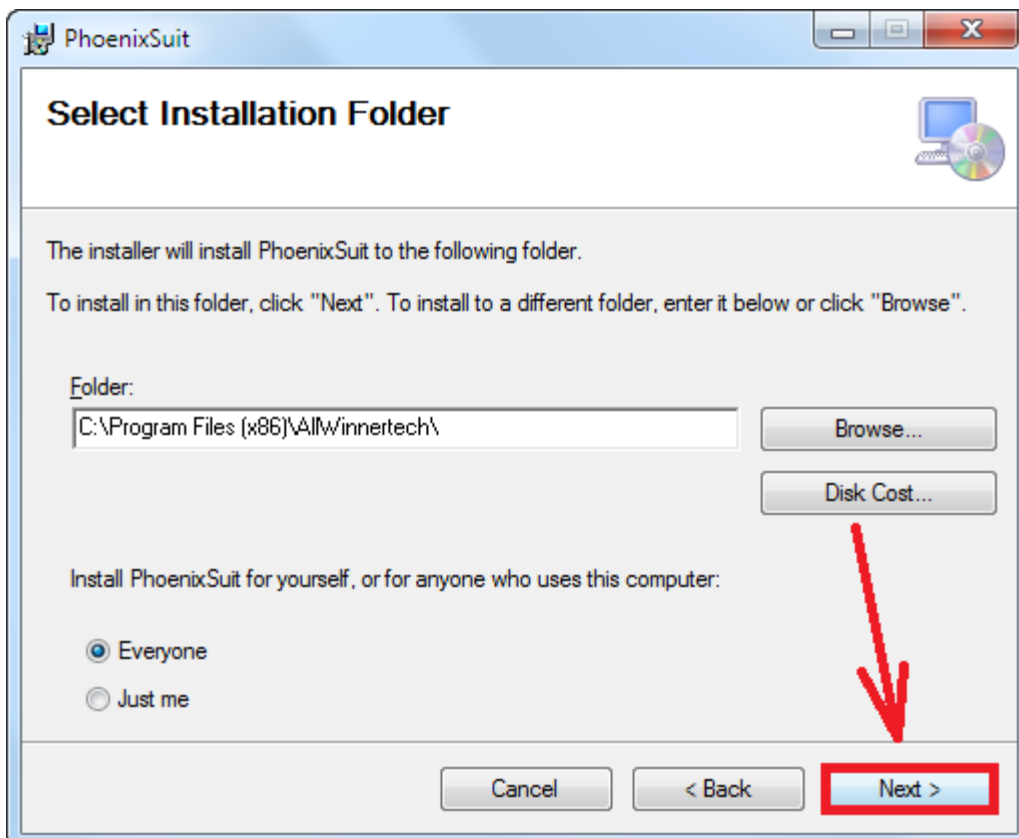 PhoenixSuit
Select Installation Folder
The installer will install PhoenixSuit to the following folder.
To install in this folder, click "Next". To install to a different folder, enter it below or click "Browse".
Folder:
C:\Program Files (x86)\AllWinnertech\
Browse...
Disk Cost...
Install PhoenixSuit for yourself, or for anyone who uses this computer:
Everyone
Just me
Cancel
< Back
Next >